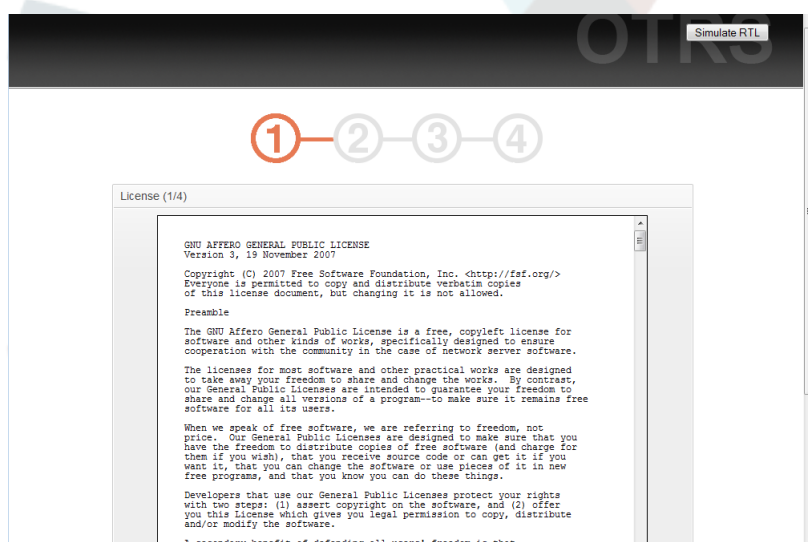 OTRS
Simulate RTL
1 2 3 4
License (1/4)
GNU AFFERO GENERAL PUBLIC LICENSE
Version 3, 19 November 2007
Copyright (C) 2007 Free Software Foundation, Inc. <http://fsf.org/>
Everyone is permitted to copy and distribute verbatim copies
of this license document, but changing it is not allowed.
Preamble
The GNU Affero General Public License is a free, copyleft license for
software and other kinds of works, specifically designed to ensure
cooperation with the community in the case of network server software.
The licenses for most software and other practical works are designed
to take away your freedom to share and change the works.  By contrast,
our General Public Licenses are intended to guarantee your freedom to
share and change all versions of a program--to make sure it remains free
software for all its users.
When we speak of free software, we are referring to freedom, not
price.  Our General Public Licenses are designed to make sure that you
have the freedom to distribute copies of free software (and charge for
them if you wish), that you receive source code or can get it if you
want it, that you can change the software or use pieces of it in new
free programs, and that you know you can do these things.
Developers that use our General Public Licenses protect your rights
with two steps: (1) assert copyright on the software, and (2) offer
you this License which gives you legal permission to copy, distribute
and/or modify the software.
A secondary benefit of defending all users' freedom is that